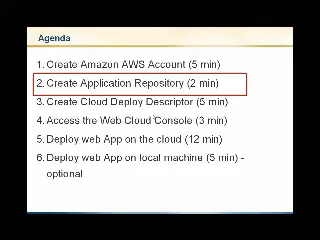 Agenda
1. Create Amazon AWS Account (5 min)
2. Create Application Repository (2 min)
3. Create Cloud Deploy Descriptor (5 min)
4. Access the Web Cloud Console (3 min)
5. Deploy web App on the cloud (12 min)
6. Deploy web App on local machine (5 min) -
optional